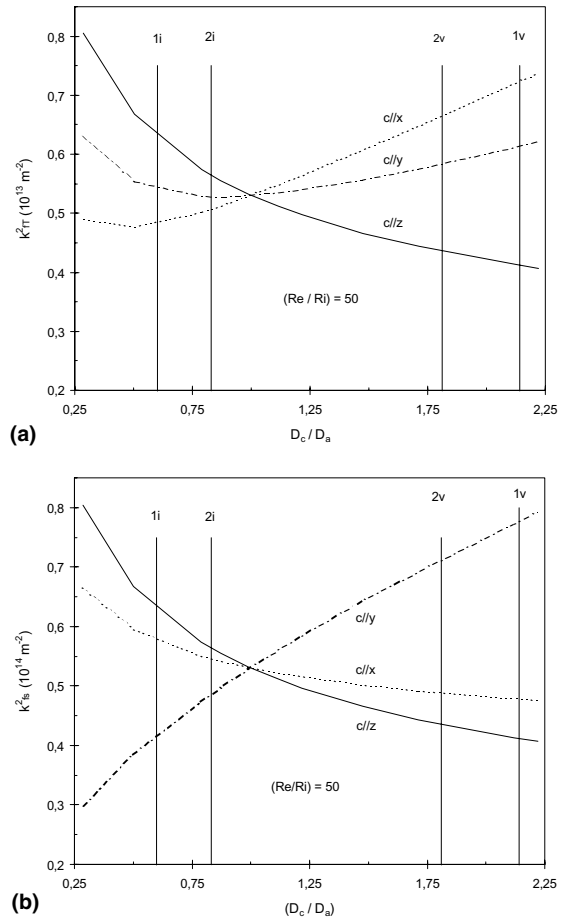 0,8
0,7
0,6
0,5
0,4
0,3
0,2
k²rT (10¹³ m⁻²)
1i 2i 2v 1v
c//x
c//y
c//z
(Re / Ri) = 50
0,25 0,75 1,25 1,75 2,25
Dc / Da
(a)
0,8
0,7
0,6
0,5
0,4
0,3
0,2
k²fs (10¹⁴ m⁻²)
1i 2i 2v 1v
c//y
c//x
c//z
(Re/Ri) = 50
0,25 0,75 1,25 1,75 2,25
(Dc / Da)
(b)